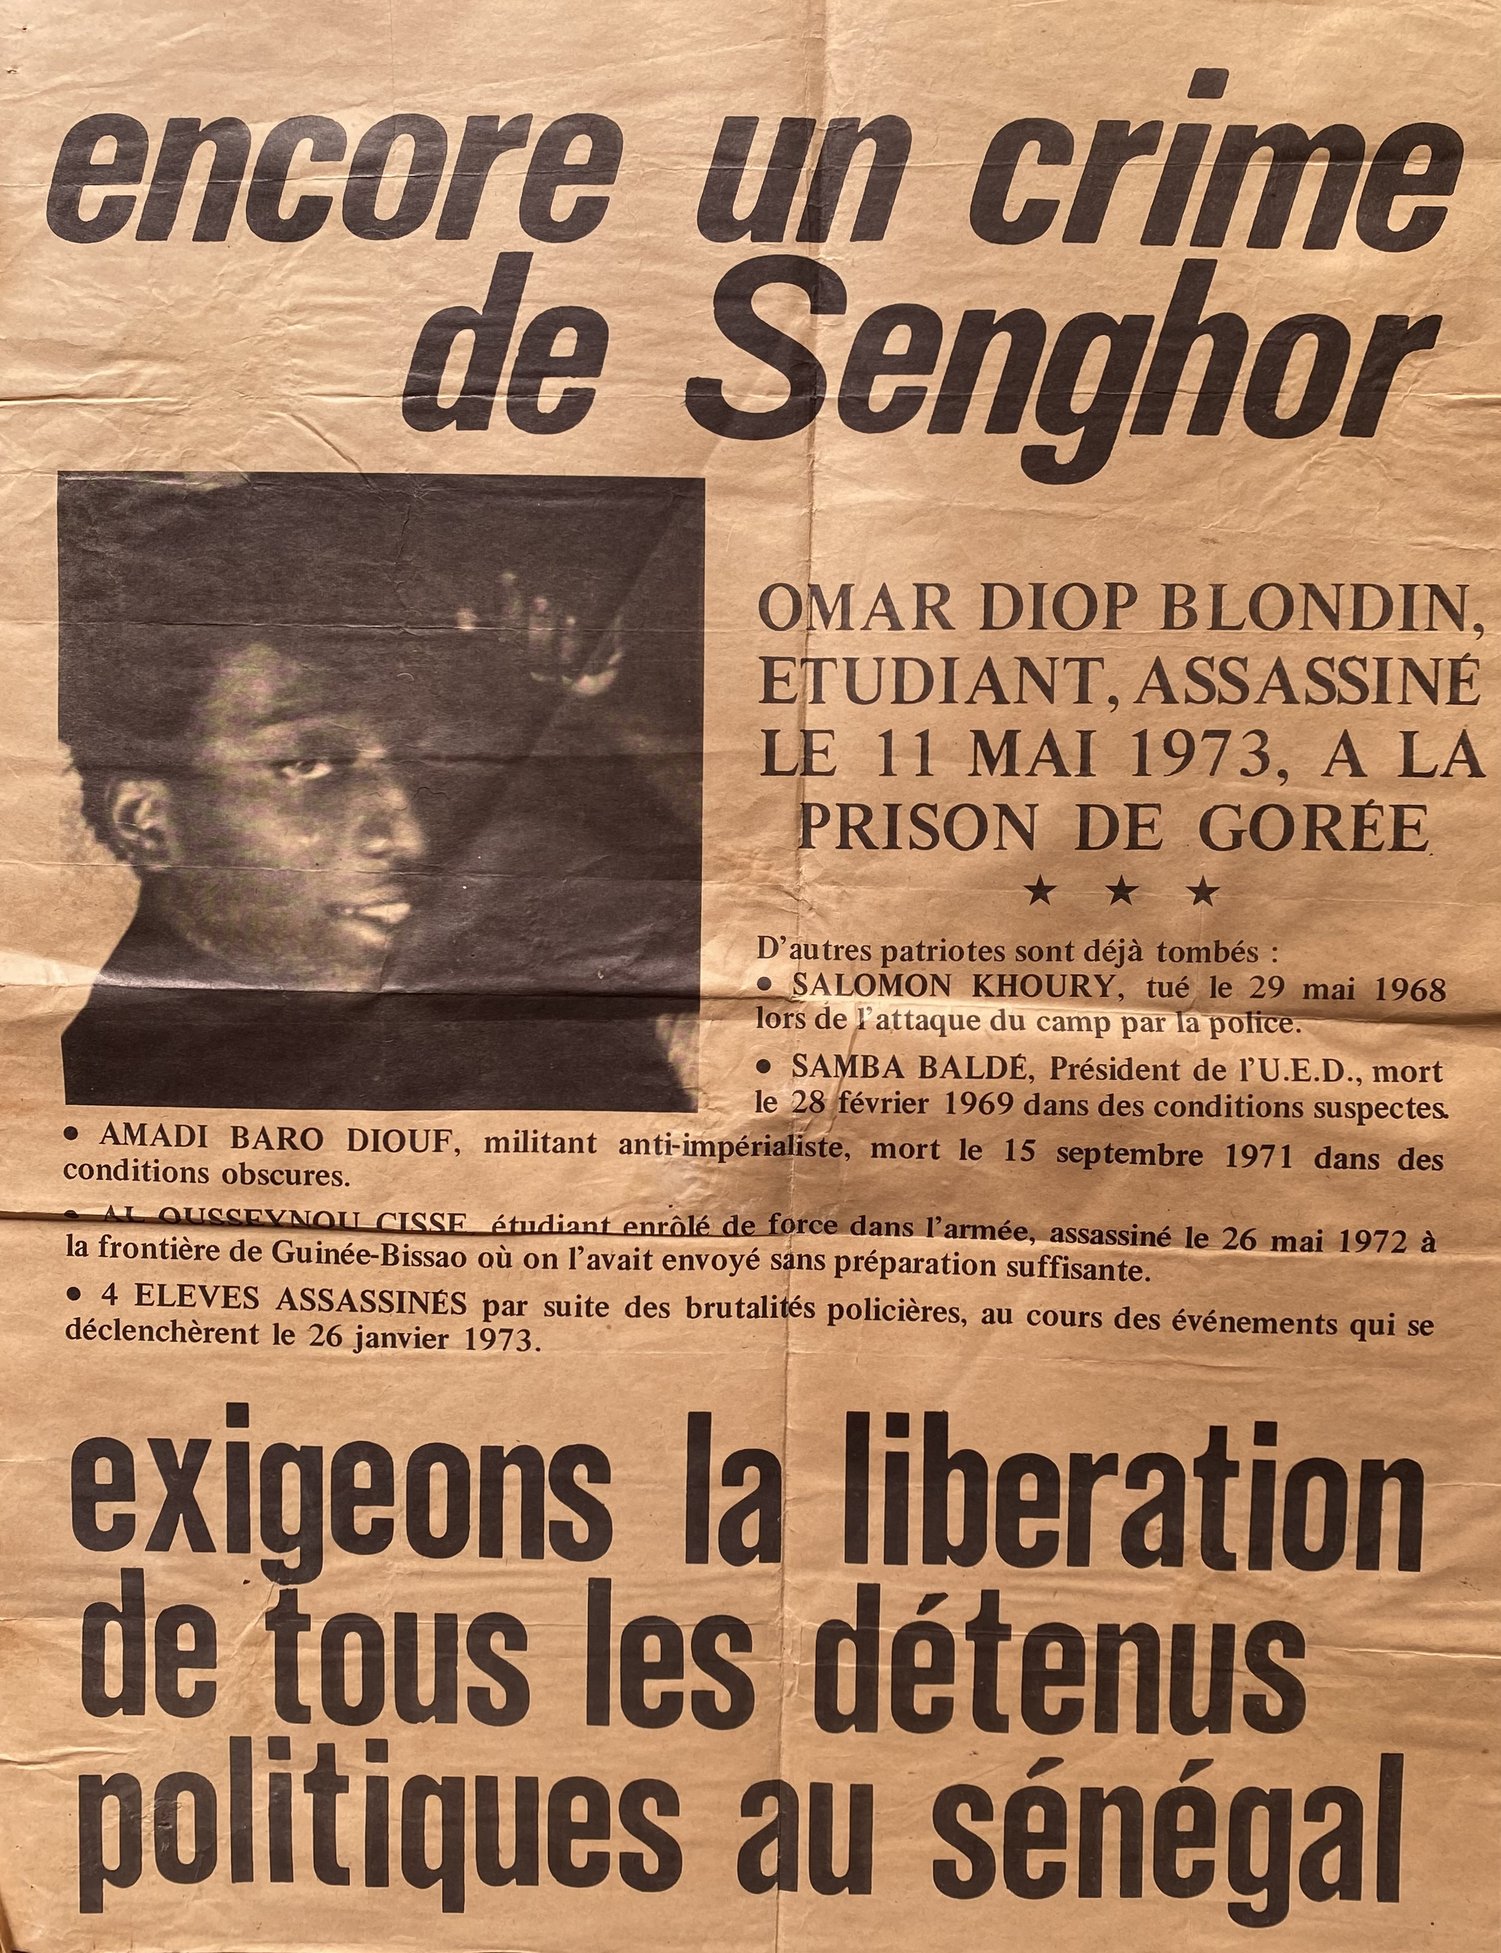 encore un crime
de Senghor
OMAR DIOP BLONDIN,
ETUDIANT, ASSASSINÉ
LE 11 MAI 1973, A LA
PRISON DE GORÉE
★ ★ ★
D'autres patriotes sont déjà tombés :
● SALOMON KHOURY, tué le 29 mai 1968
lors de l'attaque du camp par la police.
● SAMBA BALDÉ, Président de l'U.E.D., mort
le 28 février 1969 dans des conditions suspectes.
● AMADI BARO DIOUF, militant anti-impérialiste, mort le 15 septembre 1971 dans des
conditions obscures.
● AL OUSSEYNOU CISSE, étudiant enrôlé de force dans l'armée, assassiné le 26 mai 1972 à
la frontière de Guinée-Bissao où on l'avait envoyé sans préparation suffisante.
● 4 ELEVES ASSASSINÉS par suite des brutalités policières, au cours des événements qui se
déclenchèrent le 26 janvier 1973.
exigeons la liberation
de tous les détenus
politiques au sénégal